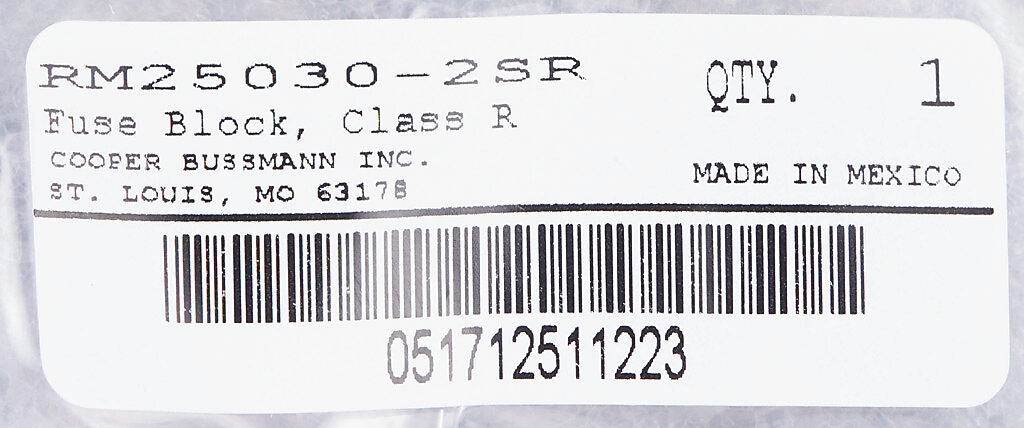 RM25030-2SR
QTY. 1
Fuse Block, Class R
COOPER BUSSMANN INC.
ST. LOUIS, MO 63178
MADE IN MEXICO
051712511223